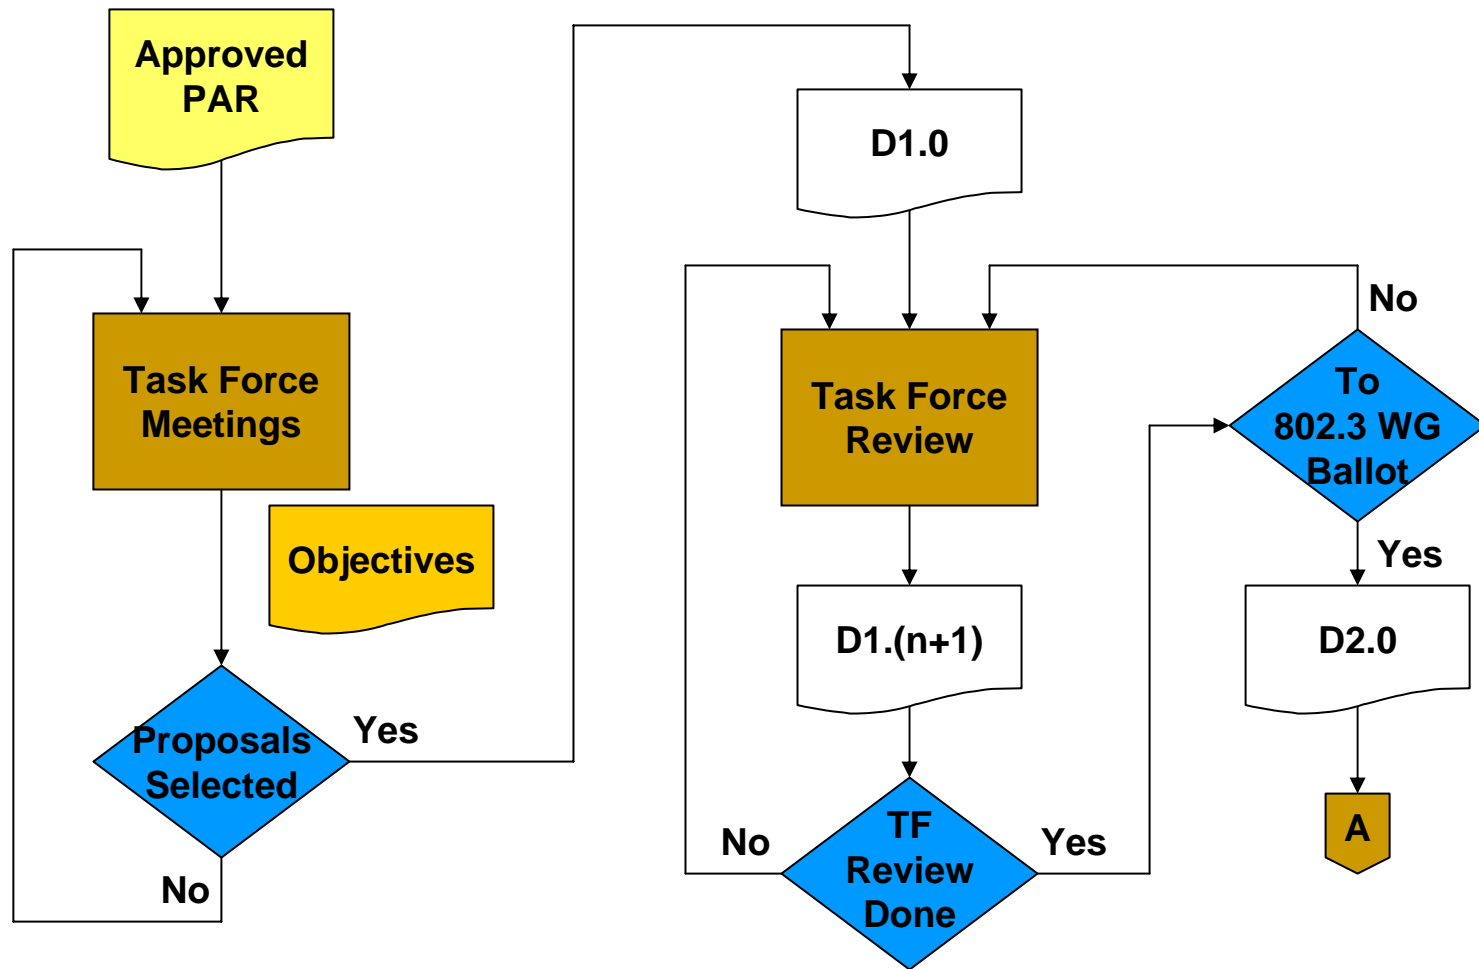 Approved
PAR
Task Force
Meetings
Objectives
Proposals
Selected
Yes
No
D1.0
Task Force
Review
D1.(n+1)
TF
Review
Done
No
Yes
To
802.3 WG
Ballot
No
Yes
D2.0
A